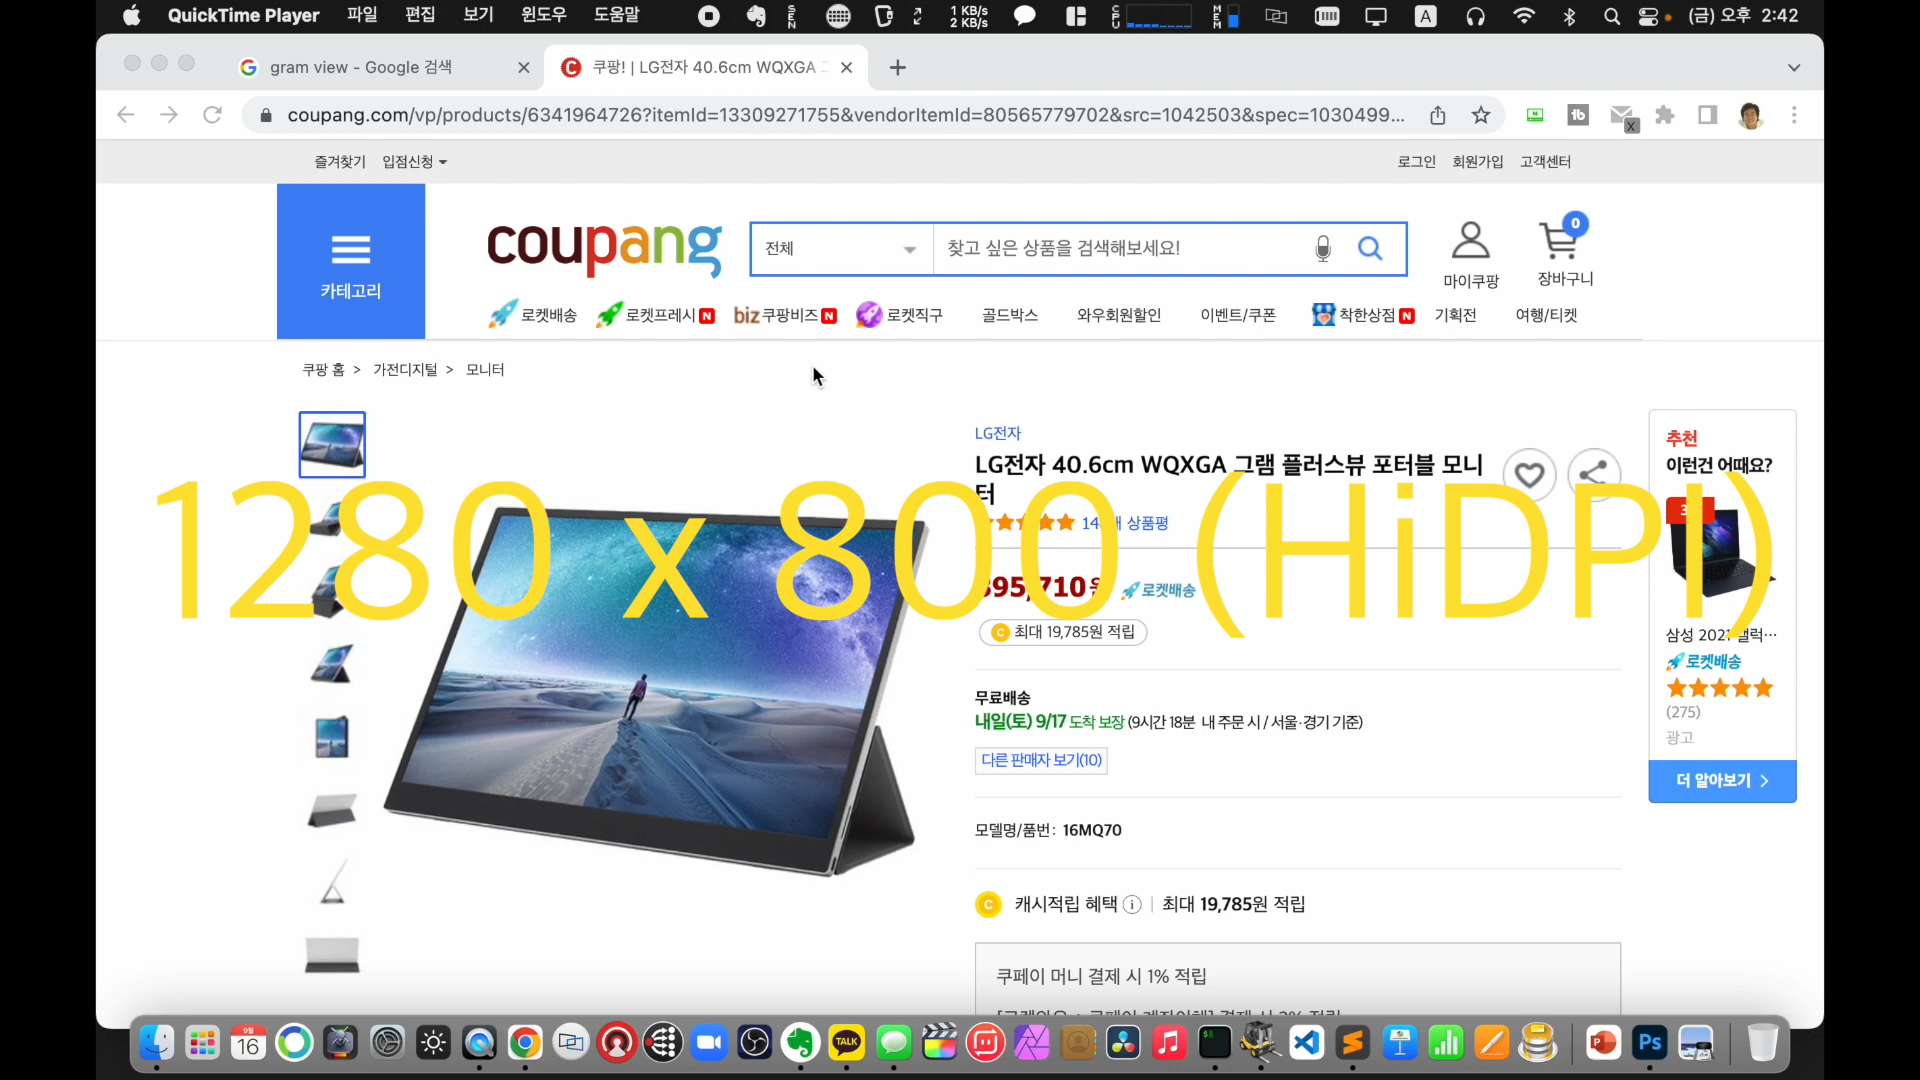 QuickTime Player 파일 편집 보기 윈도우 도움말
SEN
1 KB/s
2 KB/s
CPU
MEM
A
(금) 오후 2:42
gram view - Google 검색
쿠팡! | LG전자 40.6cm WQXGA
coupang.com/vp/products/6341964726?itemId=13309271755&vendorItemId=80565779702&src=1042503&spec=1030499...
즐겨찾기 입점신청
로그인 회원가입 고객센터
카테고리
coupang
전체
찾고 싶은 상품을 검색해보세요!
마이쿠팡
0
장바구니
로켓배송 로켓프레시 N biz 쿠팡비즈 N 로켓직구 골드박스 와우회원할인 이벤트/쿠폰 착한상점 N 기획전 여행/티켓
쿠팡 홈 > 가전디지털 > 모니터
LG전자
LG전자 40.6cm WQXGA 그램 플러스뷰 포터블 모니
터
상품평
1280 x 800 (HiDPI)
로켓배송
최대 19,785원 적립
무료배송
내일(토) 9/17 도착 보장 (9시간 18분 내 주문 시 / 서울·경기 기준)
다른 판매자 보기(10)
모델명/품번: 16MQ70
캐시적립 혜택 | 최대 19,785원 적립
쿠페이 머니 결제 시 1% 적립
추천
이런건 어때요?
삼성 2021 갤럭…
로켓배송
(275)
광고
더 알아보기 >
9월
16
TALK
Ps